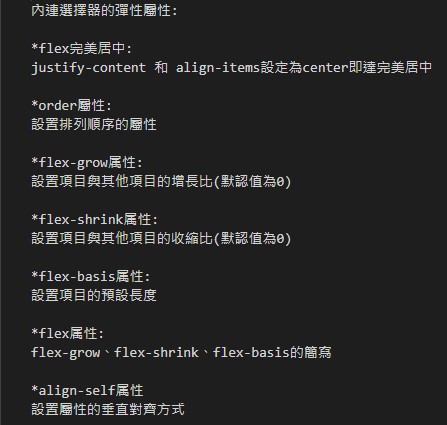 內連選擇器的彈性屬性:
*flex完美居中:
justify-content 和 align-items設定為center即達完美居中
*order屬性:
設置排列順序的屬性
*flex-grow属性:
設置項目與其他項目的增長比(默認值為0)
*flex-shrink属性:
設置項目與其他項目的收縮比(默認值為0)
*flex-basis属性:
設置項目的預設長度
*flex属性:
flex-grow、flex-shrink、flex-basis的簡寫
*align-self属性
設置屬性的垂直對齊方式